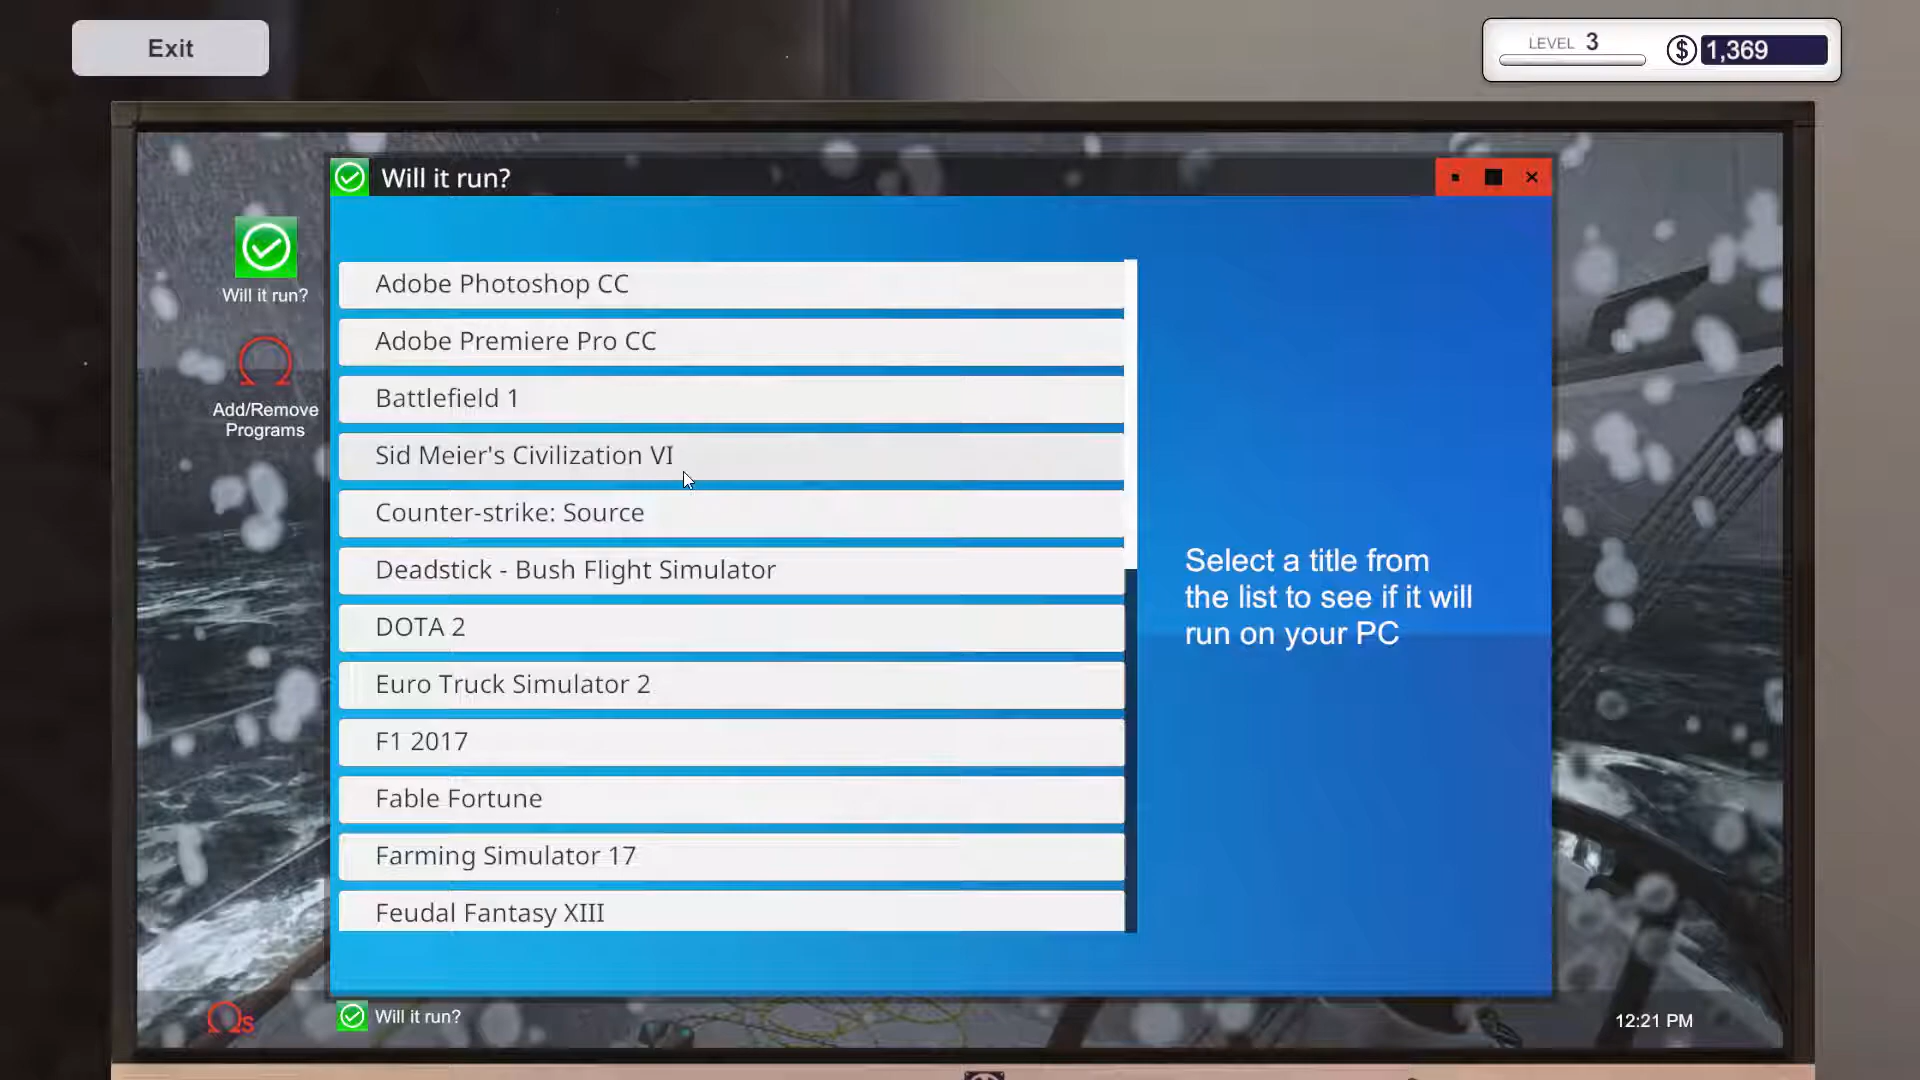 Exit
LEVEL 3
$ 1,369
Will it run?
Will it run?
Add/Remove
Programs
Adobe Photoshop CC
Adobe Premiere Pro CC
Battlefield 1
Sid Meier's Civilization VI
Counter-strike: Source
Deadstick - Bush Flight Simulator
DOTA 2
Euro Truck Simulator 2
F1 2017
Fable Fortune
Farming Simulator 17
Feudal Fantasy XIII
Select a title from
the list to see if it will
run on your PC
Ωs
Will it run?
12:21 PM